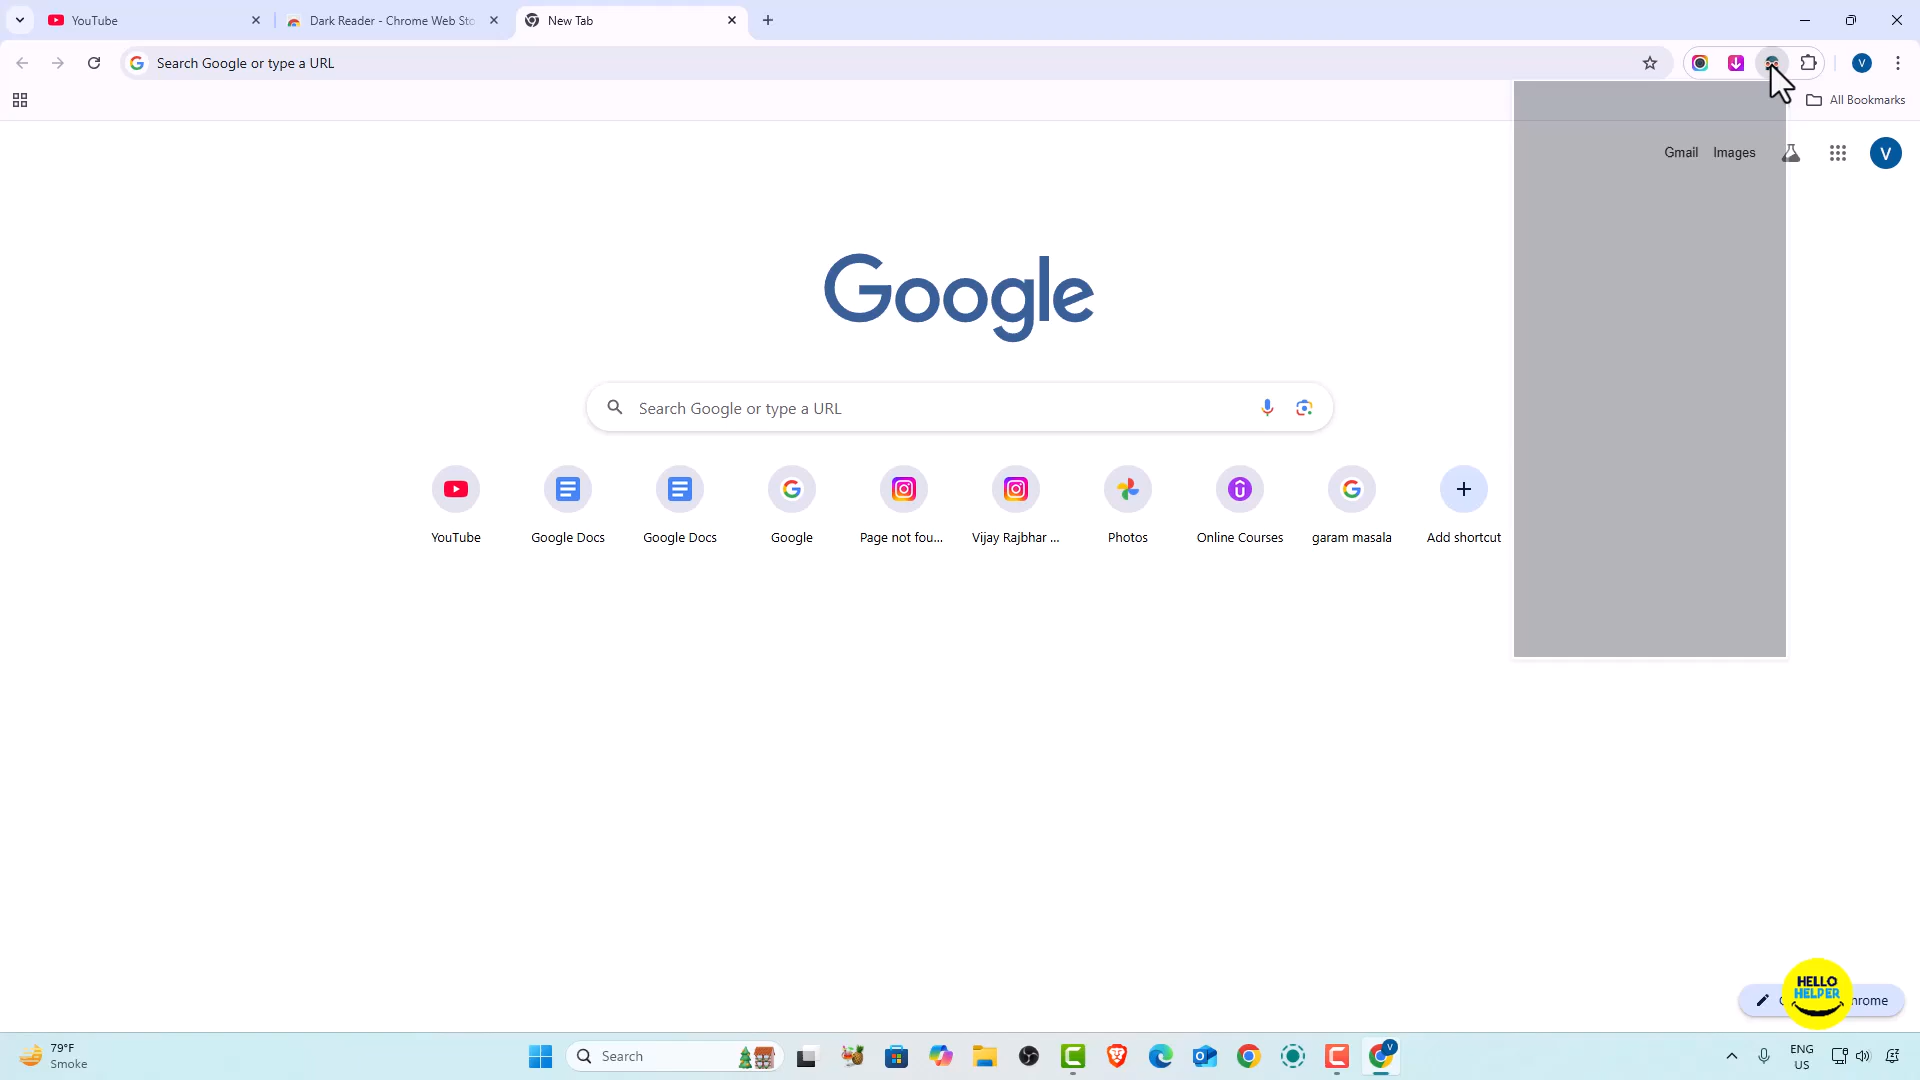 YouTube
Dark Reader - Chrome Web Sto
New Tab
Search Google or type a URL
V
All Bookmarks
Gmail Images
V
Google
Search Google or type a URL
YouTube
Google Docs
Google Docs
Google
Page not fou...
Vijay Rajbhar ...
Photos
Online Courses
garam masala
Add shortcut
HELLO
HELPER
hrome
79°F
Smoke
Search
V
ENG
US